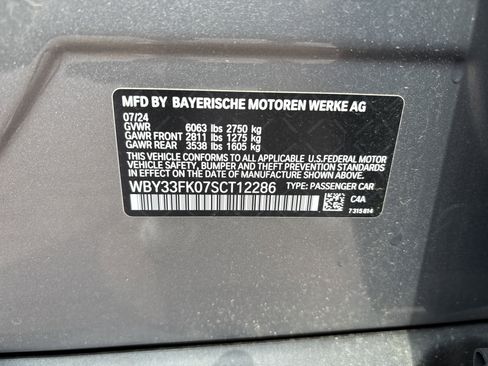 MFD BY BAYERISCHE MOTOREN WERKE AG
07/24
GVWR 6063 lbs 2750 kg
GAWR FRONT 2811 lbs 1275 kg
GAWR REAR 3538 lbs 1605 kg
THIS VEHICLE CONFORMS TO ALL APPLICABLE U.S.FEDERAL MOTOR
VEHICLE SAFETY, BUMPER AND THEFT PREVENTION STANDARDS
IN EFFECT ON THE DATE OF MANUFACTURE SHOWN ABOVE.
WBY33FK07SCT12286 TYPE: PASSENGER CAR
C4A
7315614